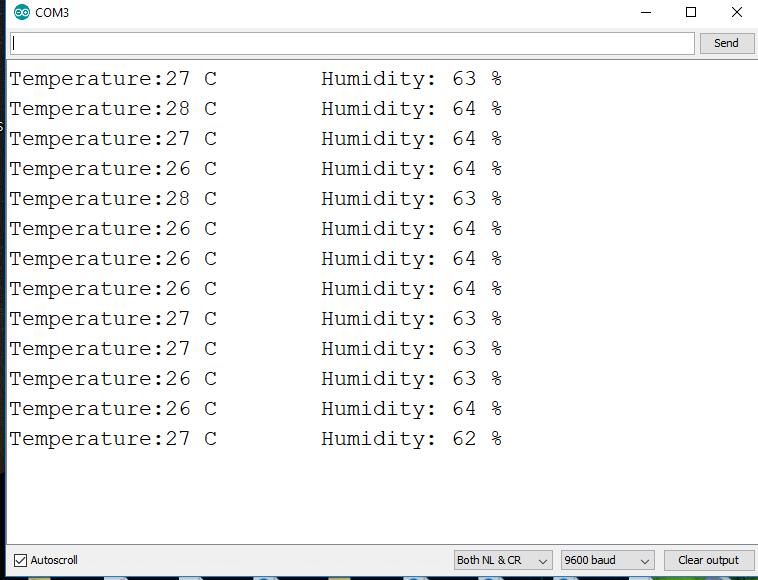 COM3
Send
Temperature:27 C Humidity: 63 %
Temperature:28 C Humidity: 64 %
Temperature:27 C Humidity: 64 %
Temperature:26 C Humidity: 64 %
Temperature:28 C Humidity: 63 %
Temperature:26 C Humidity: 64 %
Temperature:26 C Humidity: 64 %
Temperature:26 C Humidity: 64 %
Temperature:27 C Humidity: 63 %
Temperature:27 C Humidity: 63 %
Temperature:26 C Humidity: 63 %
Temperature:26 C Humidity: 64 %
Temperature:27 C Humidity: 62 %
Autoscroll Both NL & CR 9600 baud Clear output